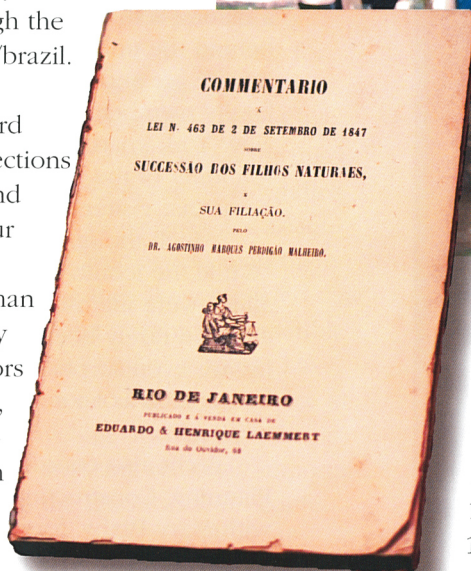 gh the
/brazil.
rd
ections
nd
ur
nan
y
ors
,
n
COMMENTARIO
Á
LEI N. 463 DE 2 DE SETEMBRO DE 1847
SOBRE
SUCCESSÃO DOS FILHOS NATURAES,
E
SUA FILIAÇÃO.
PELO
DR. AGOSTINHO MARQUES PERDIGÃO MALHEIRO.
RIO DE JANEIRO
PUBLICADO E Á VENDA EM CASA DE
EDUARDO & HENRIQUE LAEMMERT
Rua do Ouvidor, 68